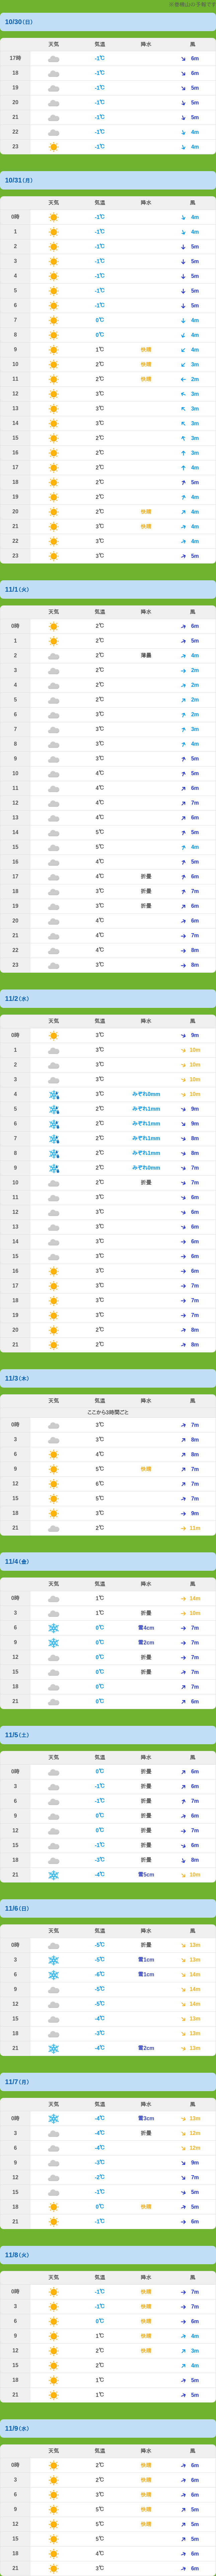 ※板橋山の予報です
10/30(日)
天気 気温 降水 風
17時 -1℃ 6m
18 -1℃ 6m
19 -1℃ 5m
20 -1℃ 5m
21 -1℃ 5m
22 -1℃ 4m
23 -1℃ 4m
10/31(月)
天気 気温 降水 風
0時 -1℃ 4m
1 -1℃ 4m
2 -1℃ 5m
3 -1℃ 5m
4 -1℃ 5m
5 -1℃ 5m
6 -1℃ 5m
7 0℃ 4m
8 0℃ 4m
9 1℃ 快晴 4m
10 2℃ 快晴 3m
11 2℃ 快晴 2m
12 3℃ 3m
13 3℃ 3m
14 3℃ 3m
15 2℃ 3m
16 2℃ 3m
17 2℃ 4m
18 2℃ 5m
19 2℃ 4m
20 2℃ 快晴 4m
21 3℃ 快晴 4m
22 3℃ 4m
23 3℃ 5m
11/1(火)
天気 気温 降水 風
0時 2℃ 6m
1 2℃ 5m
2 2℃ 薄曇 4m
3 2℃ 2m
4 2℃ 2m
5 2℃ 2m
6 3℃ 2m
7 3℃ 3m
8 3℃ 4m
9 3℃ 5m
10 4℃ 5m
11 4℃ 6m
12 4℃ 7m
13 4℃ 6m
14 5℃ 5m
15 5℃ 4m
16 4℃ 5m
17 4℃ 折曇 6m
18 3℃ 折曇 7m
19 3℃ 折曇 6m
20 4℃ 6m
21 4℃ 7m
22 4℃ 8m
23 3℃ 8m
11/2(水)
天気 気温 降水 風
0時 3℃ 9m
1 3℃ 10m
2 3℃ 10m
3 3℃ 10m
4 3℃ みぞれ0mm 10m
5 2℃ みぞれ1mm 9m
6 2℃ みぞれ1mm 9m
7 2℃ みぞれ1mm 8m
8 2℃ みぞれ1mm 8m
9 3℃ みぞれ0mm 7m
10 2℃ 折曇 7m
11 3℃ 6m
12 3℃ 6m
13 3℃ 6m
14 3℃ 6m
15 3℃ 6m
16 3℃ 6m
17 3℃ 7m
18 3℃ 7m
19 3℃ 7m
20 2℃ 8m
21 2℃ 8m
11/3(木)
天気 気温 降水 風
ここから3時間ごと
0時 3℃ 7m
3 3℃ 8m
6 4℃ 8m
9 5℃ 快晴 7m
12 6℃ 7m
15 5℃ 7m
18 3℃ 9m
21 2℃ 11m
11/4(金)
天気 気温 降水 風
0時 1℃ 14m
3 1℃ 折曇 10m
6 0℃ 雪4cm 7m
9 0℃ 雪2cm 7m
12 0℃ 折曇 7m
15 0℃ 折曇 7m
18 0℃ 7m
21 0℃ 6m
11/5(土)
天気 気温 降水 風
0時 0℃ 折曇 6m
3 -1℃ 折曇 6m
6 -1℃ 折曇 7m
9 0℃ 折曇 6m
12 0℃ 折曇 7m
15 -1℃ 折曇 6m
18 -3℃ 折曇 8m
21 -4℃ 雪5cm 10m
11/6(日)
天気 気温 降水 風
0時 -5℃ 折曇 12m
3 -5℃ 雪1cm 13m
6 -6℃ 雪1cm 14m
9 -5℃ 14m
12 -5℃ 14m
15 -4℃ 13m
18 -3℃ 13m
21 -4℃ 雪2cm 13m
11/7(月)
天気 気温 降水 風
0時 -4℃ 雪3cm 13m
3 -4℃ 折曇 12m
6 -4℃ 12m
9 -3℃ 9m
12 -2℃ 7m
15 -1℃ 5m
18 0℃ 快晴 5m
21 -1℃ 6m
11/8(火)
天気 気温 降水 風
0時 -1℃ 快晴 7m
3 -1℃ 快晴 7m
6 0℃ 快晴 6m
9 1℃ 快晴 4m
12 2℃ 快晴 3m
15 2℃ 4m
18 1℃ 5m
21 1℃ 5m
11/9(水)
天気 気温 降水 風
0時 2℃ 快晴 6m
3 2℃ 快晴 6m
6 3℃ 快晴 6m
9 5℃ 快晴 5m
12 5℃ 快晴 5m
15 5℃ 5m
18 4℃ 6m
21 3℃ 6m